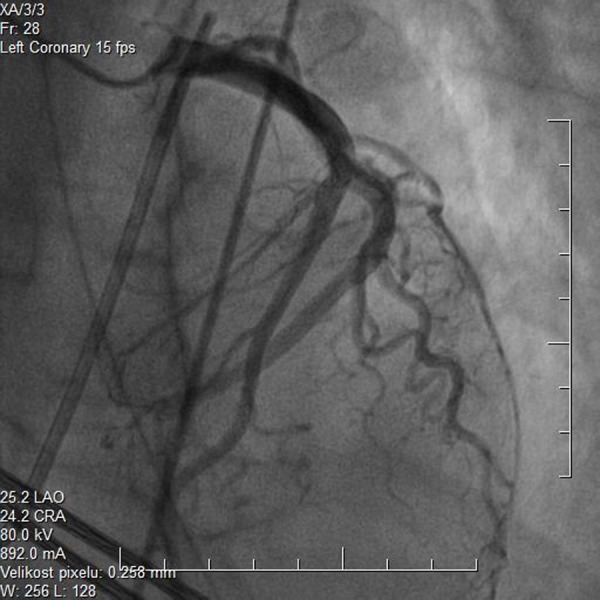 XA/3/3
Fr: 28
Left Coronary 15 fps
25.2 LAO
24.2 CRA
80.0 kV
892.0 mA
Velikost pixelu: 0.258 mm
W: 256 L: 128